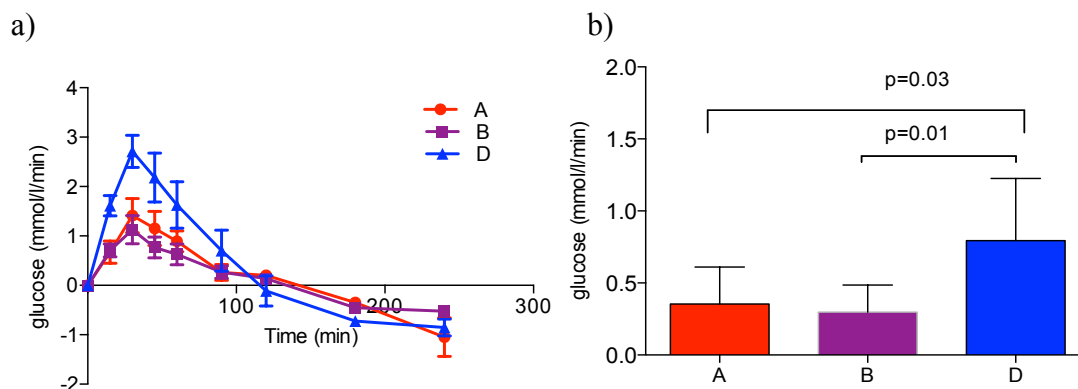 a)
glucose (mmol/l/min)
4
3
2
1
0
-1
-2
100
200
300
Time (min)
A
B
D
b)
glucose (mmol/l/min)
2.0
1.5
1.0
0.5
0.0
p=0.03
p=0.01
A
B
D